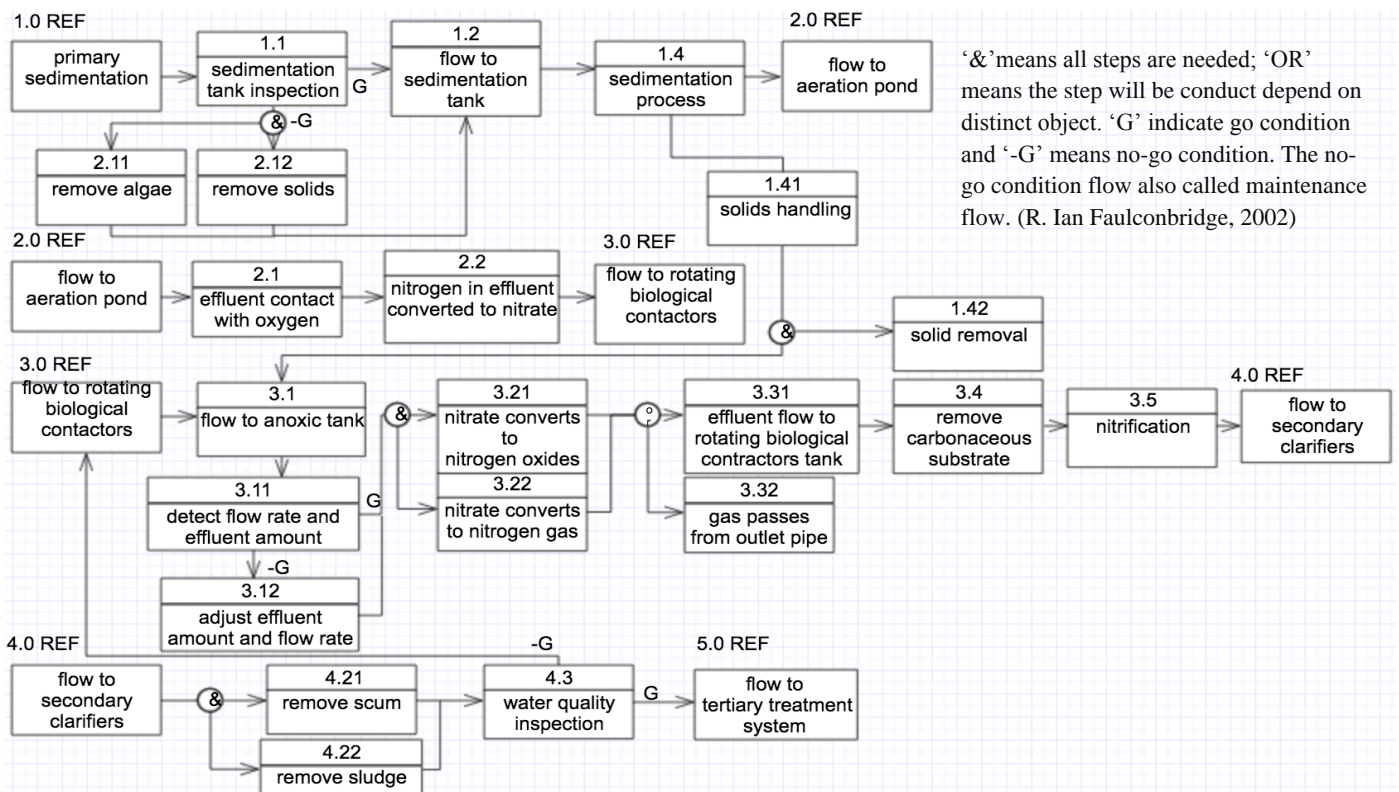 1.0 REF
primary
sedimentation
1.1
sedimentation
tank inspection
G
1.2
flow to
sedimentation
tank
1.4
sedimentation
process
2.0 REF
flow to
aeration pond
‘&’means all steps are needed; ‘OR’
means the step will be conduct depend on
distinct object. ‘G’ indicate go condition
and ‘-G’ means no-go condition. The no-
go condition flow also called maintenance
flow. (R. Ian Faulconbridge, 2002)
& -G
2.11
remove algae
2.12
remove solids
1.41
solids handling
2.0 REF
flow to
aeration pond
2.1
effluent contact
with oxygen
2.2
nitrogen in effluent
converted to nitrate
3.0 REF
flow to rotating
biological
contactors
&
1.42
solid removal
3.0 REF
flow to rotating
biological
contactors
3.1
flow to anoxic tank
3.11
detect flow rate and
effluent amount
G
-G
3.12
adjust effluent
amount and flow rate
&
3.21
nitrate converts
to
nitrogen oxides
3.22
nitrate converts
to nitrogen gas
or
3.31
effluent flow to
rotating biological
contractors tank
3.32
gas passes
from outlet pipe
3.4
remove
carbonaceous
substrate
3.5
nitrification
4.0 REF
flow to
secondary
clarifiers
4.0 REF
flow to
secondary
clarifiers
&
4.21
remove scum
4.22
remove sludge
-G
4.3
water quality
inspection
G
5.0 REF
flow to
tertiary treatment
system